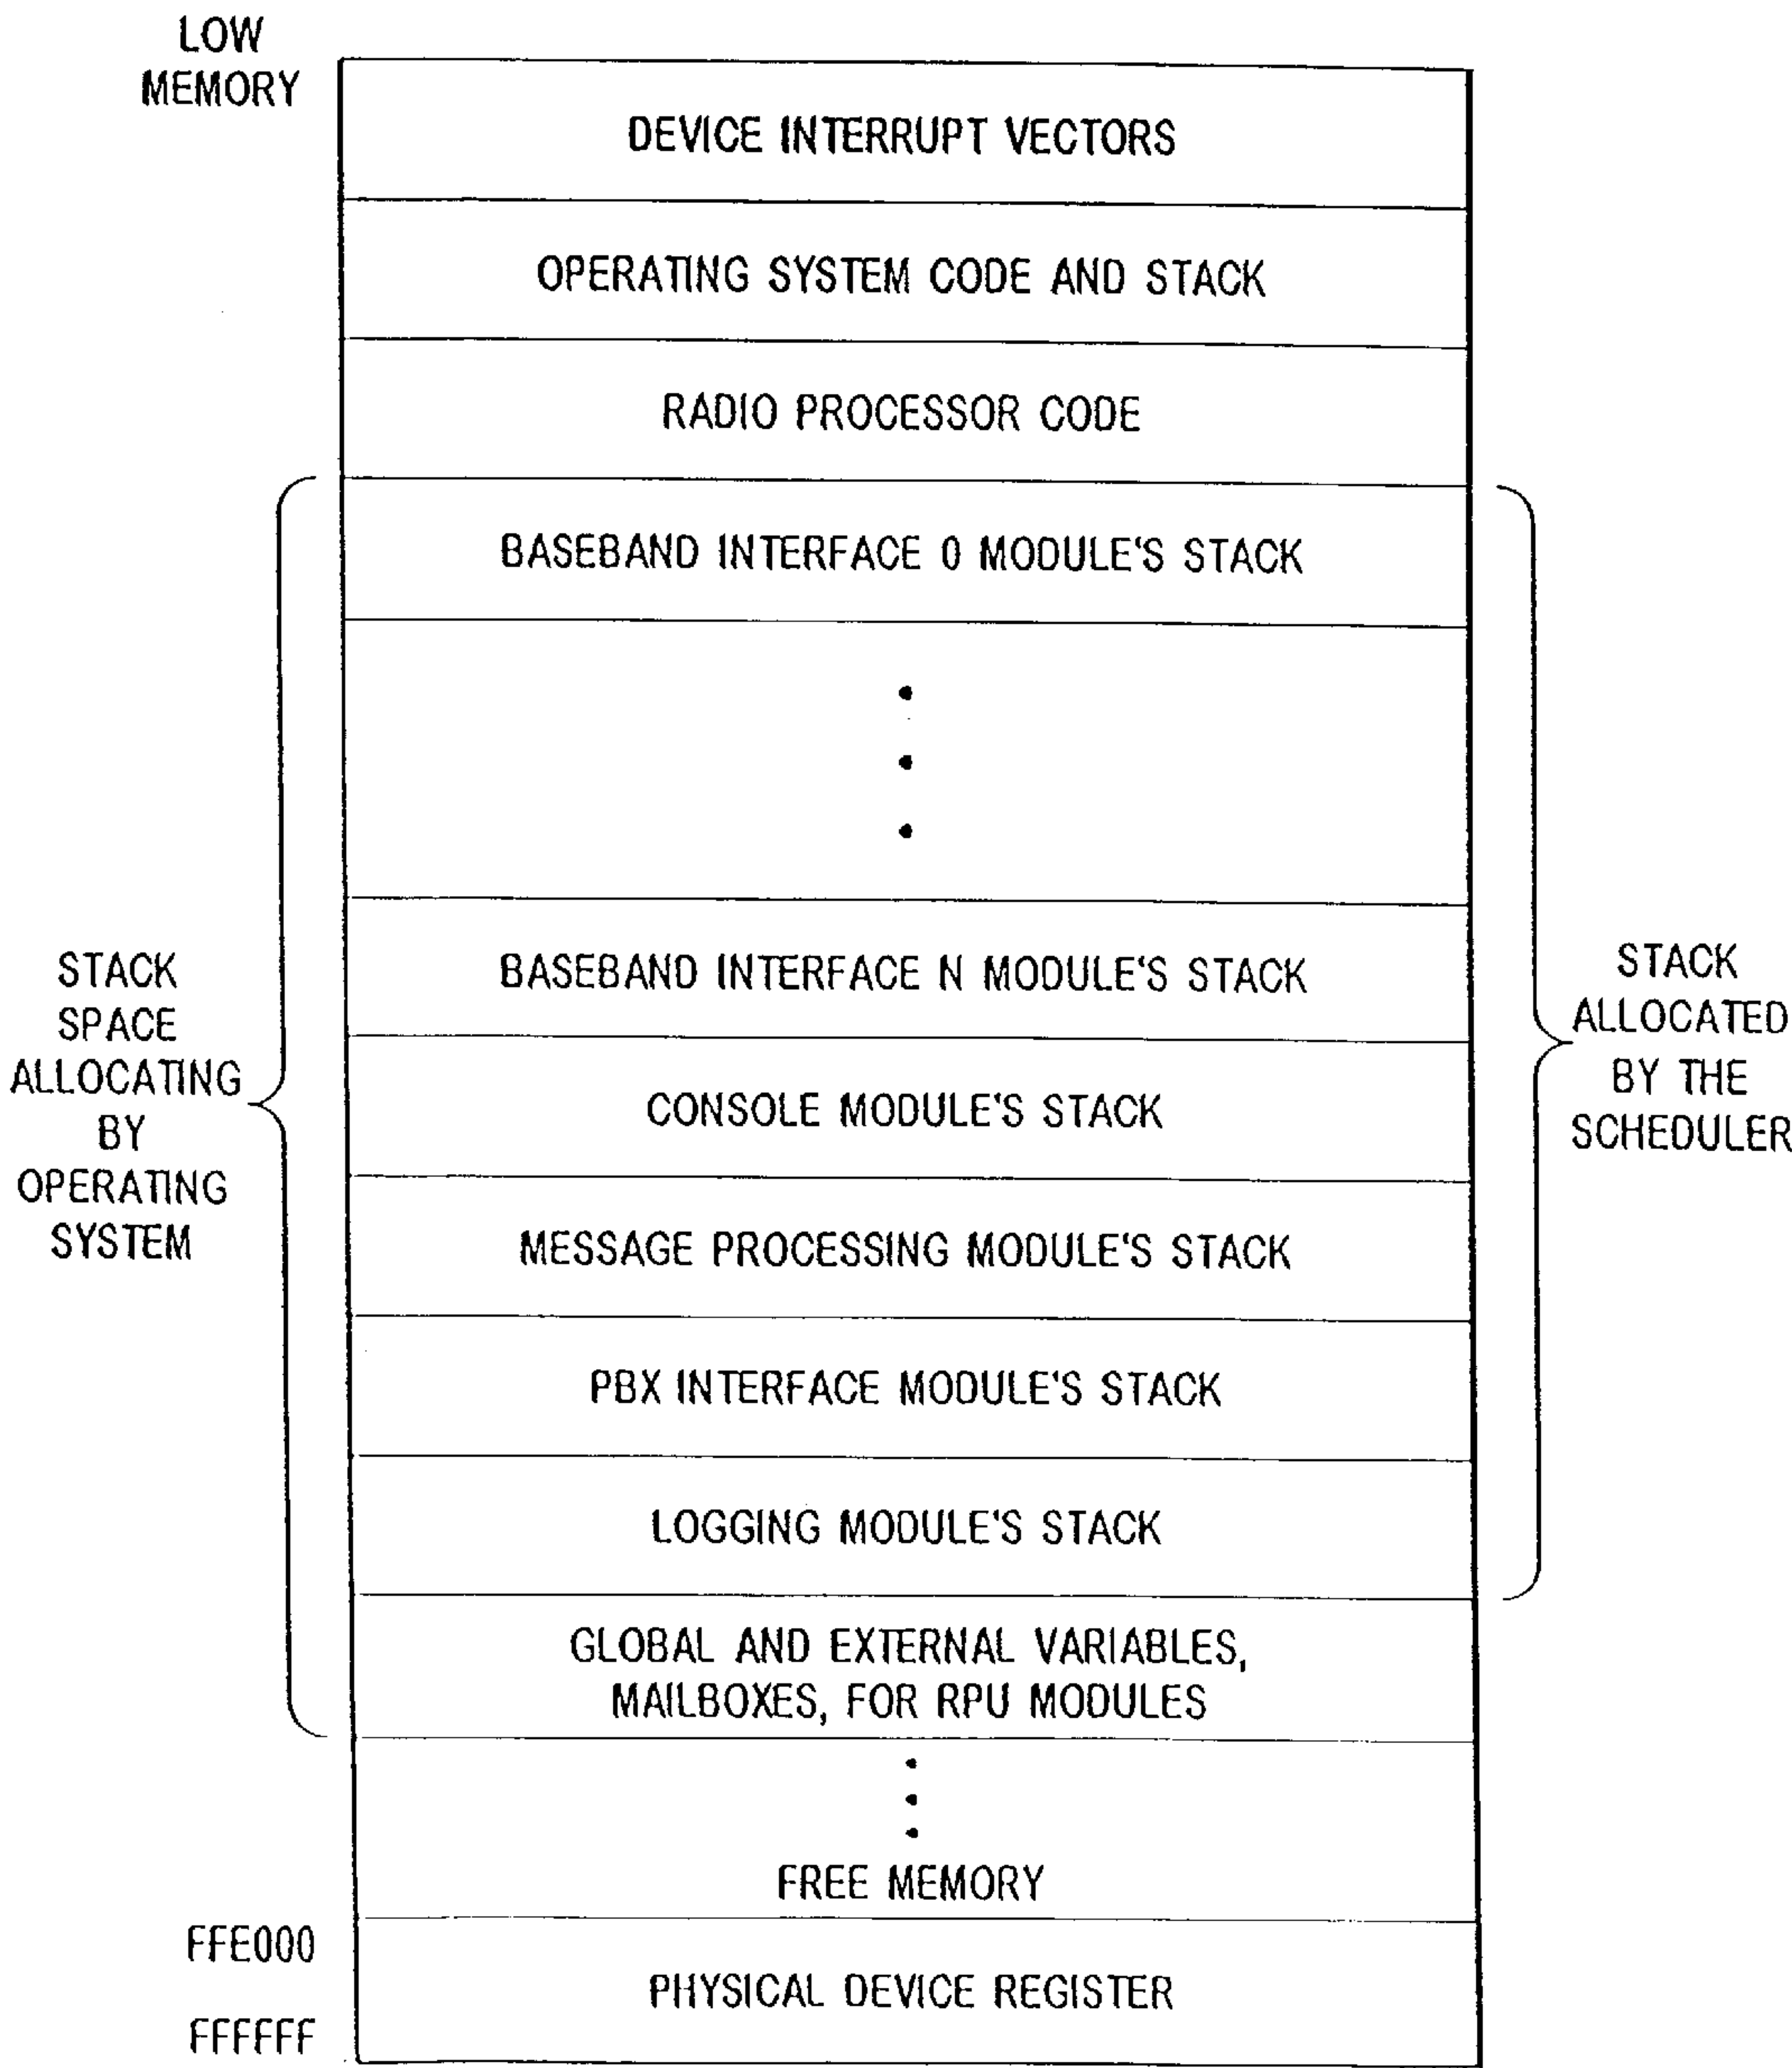 LOW
MEMORY
DEVICE INTERRUPT VECTORS
OPERATING SYSTEM CODE AND STACK
RADIO PROCESSOR CODE
BASEBAND INTERFACE 0 MODULE'S STACK
BASEBAND INTERFACE N MODULE'S STACK
CONSOLE MODULE'S STACK
MESSAGE PROCESSING MODULE'S STACK
PBX INTERFACE MODULE'S STACK
LOGGING MODULE'S STACK
GLOBAL AND EXTERNAL VARIABLES,
MAILBOXES, FOR RPU MODULES
FREE MEMORY
PHYSICAL DEVICE REGISTER
FFE000
FFFFFF
STACK
SPACE
ALLOCATING
BY
OPERATING
SYSTEM
STACK
ALLOCATED
BY THE
SCHEDULER